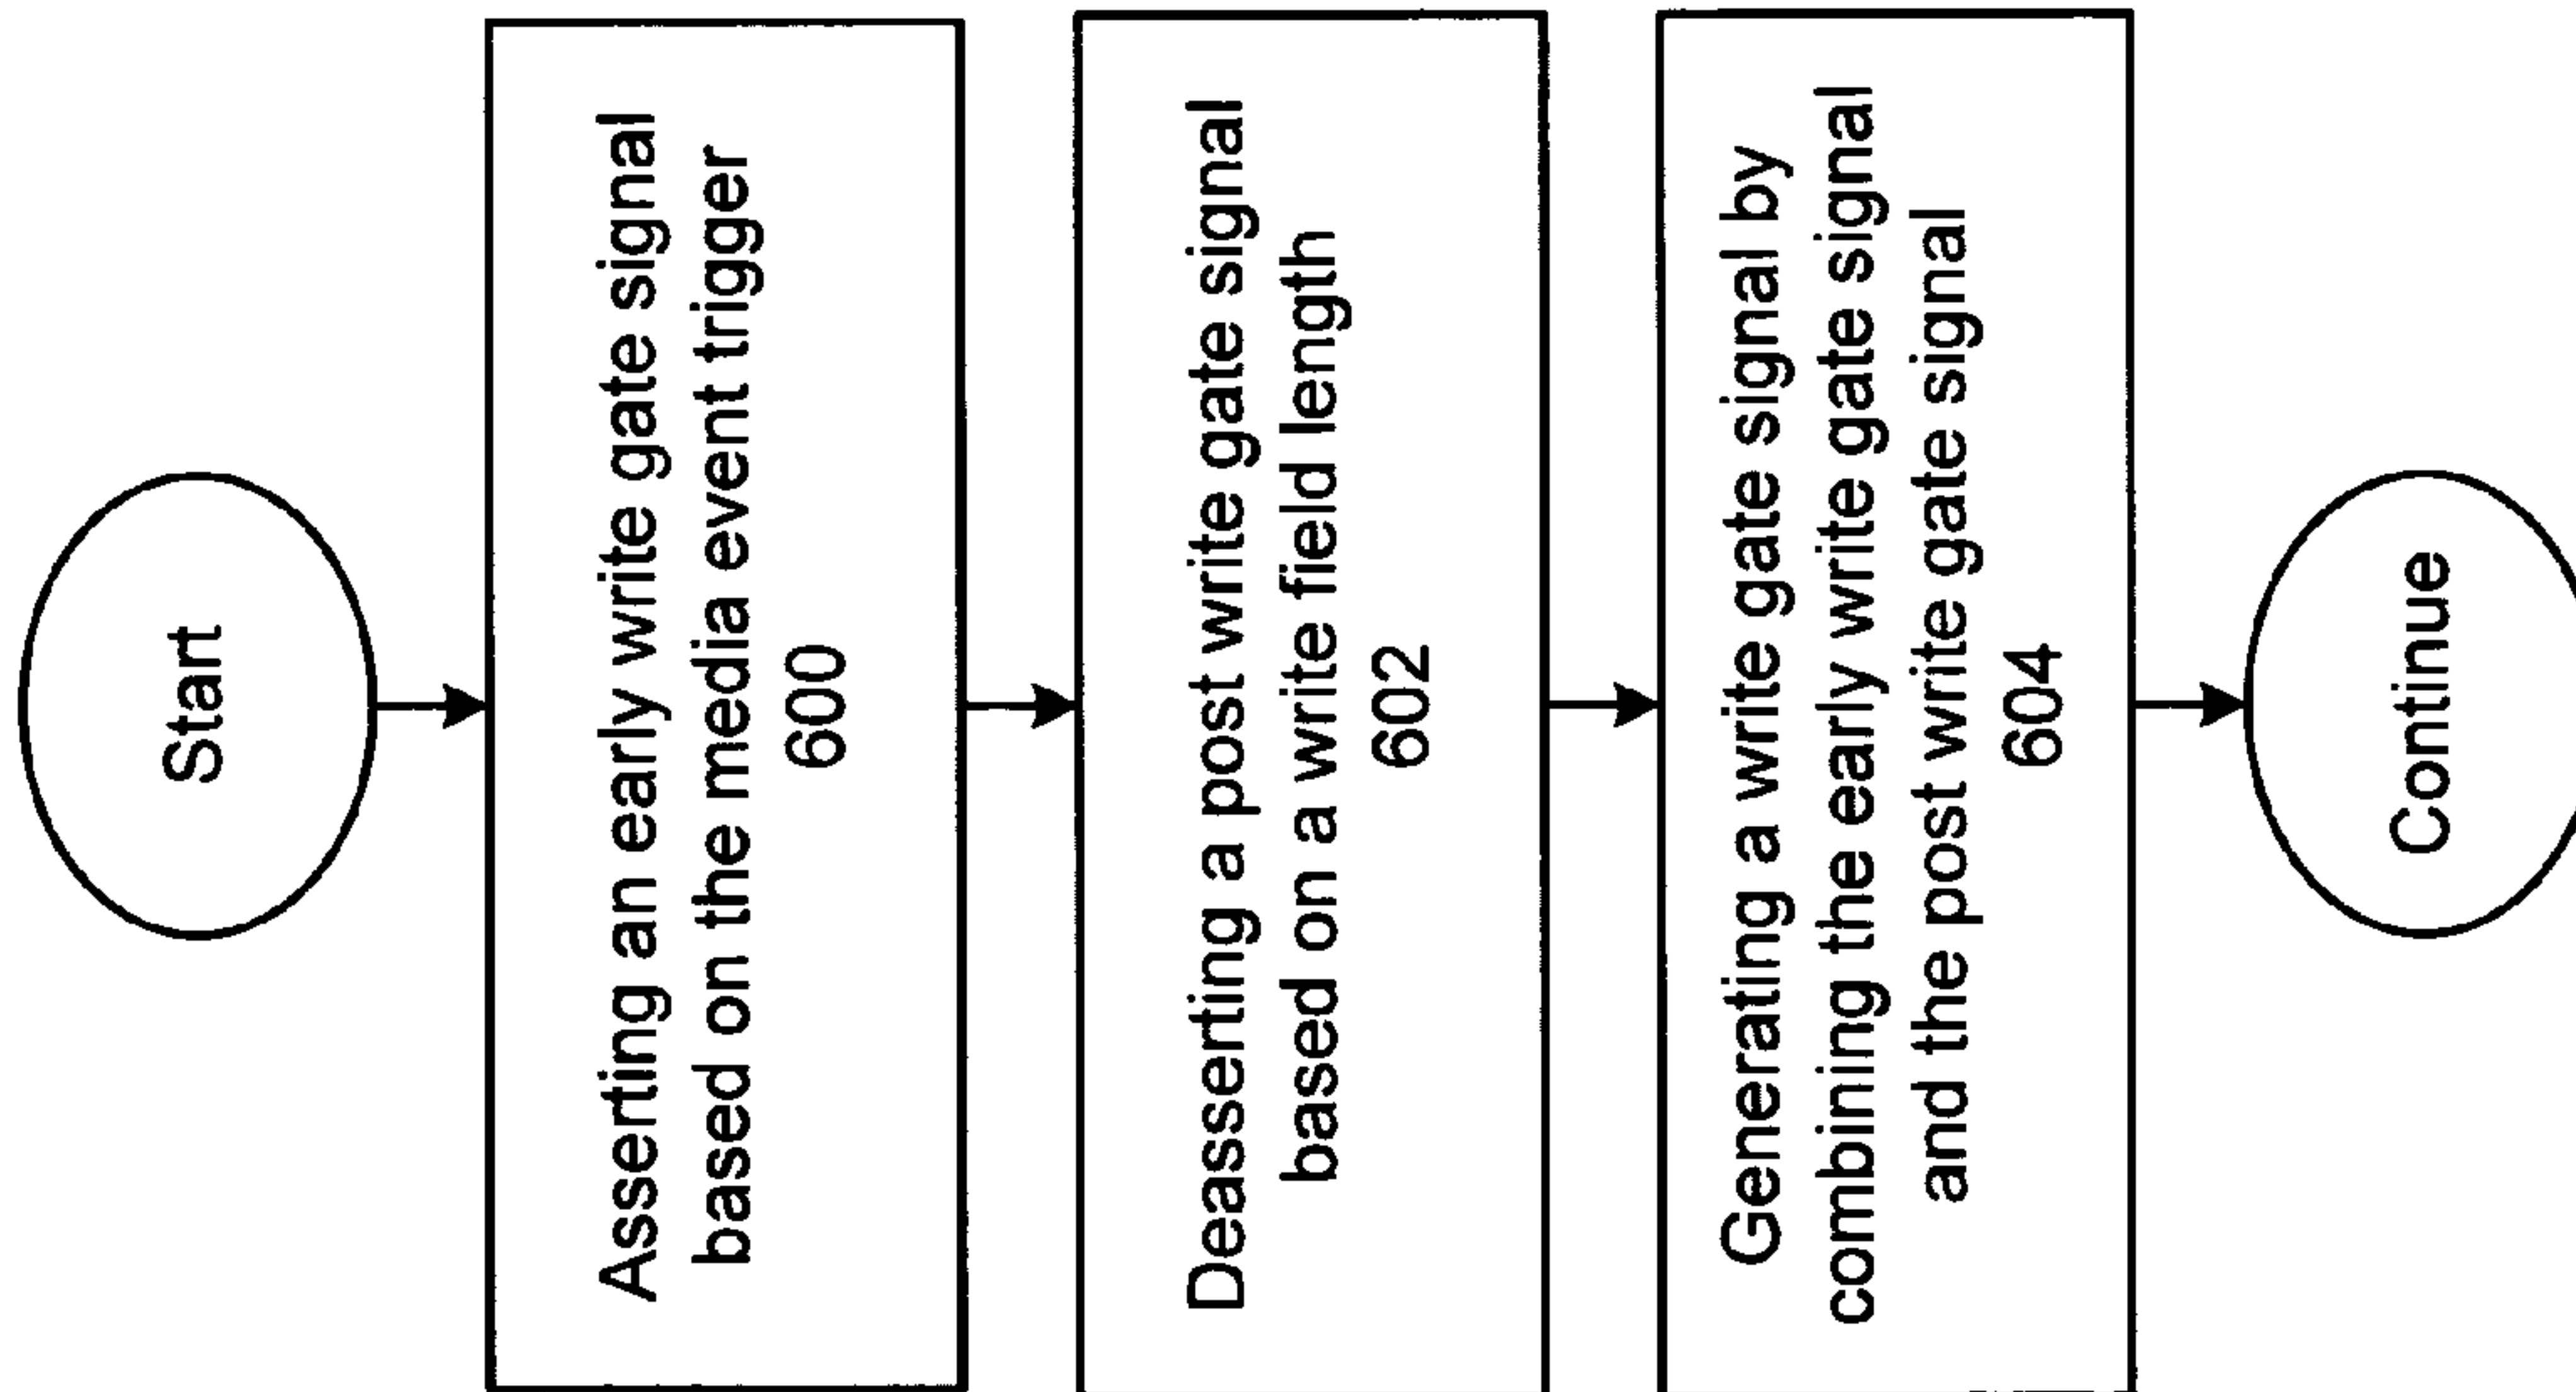 Start
Asserting an early write gate signal
based on the media event trigger
600
Deasserting a post write gate signal
based on a write field length
602
Generating a write gate signal by
combining the early write gate signal
and the post write gate signal
604
Continue